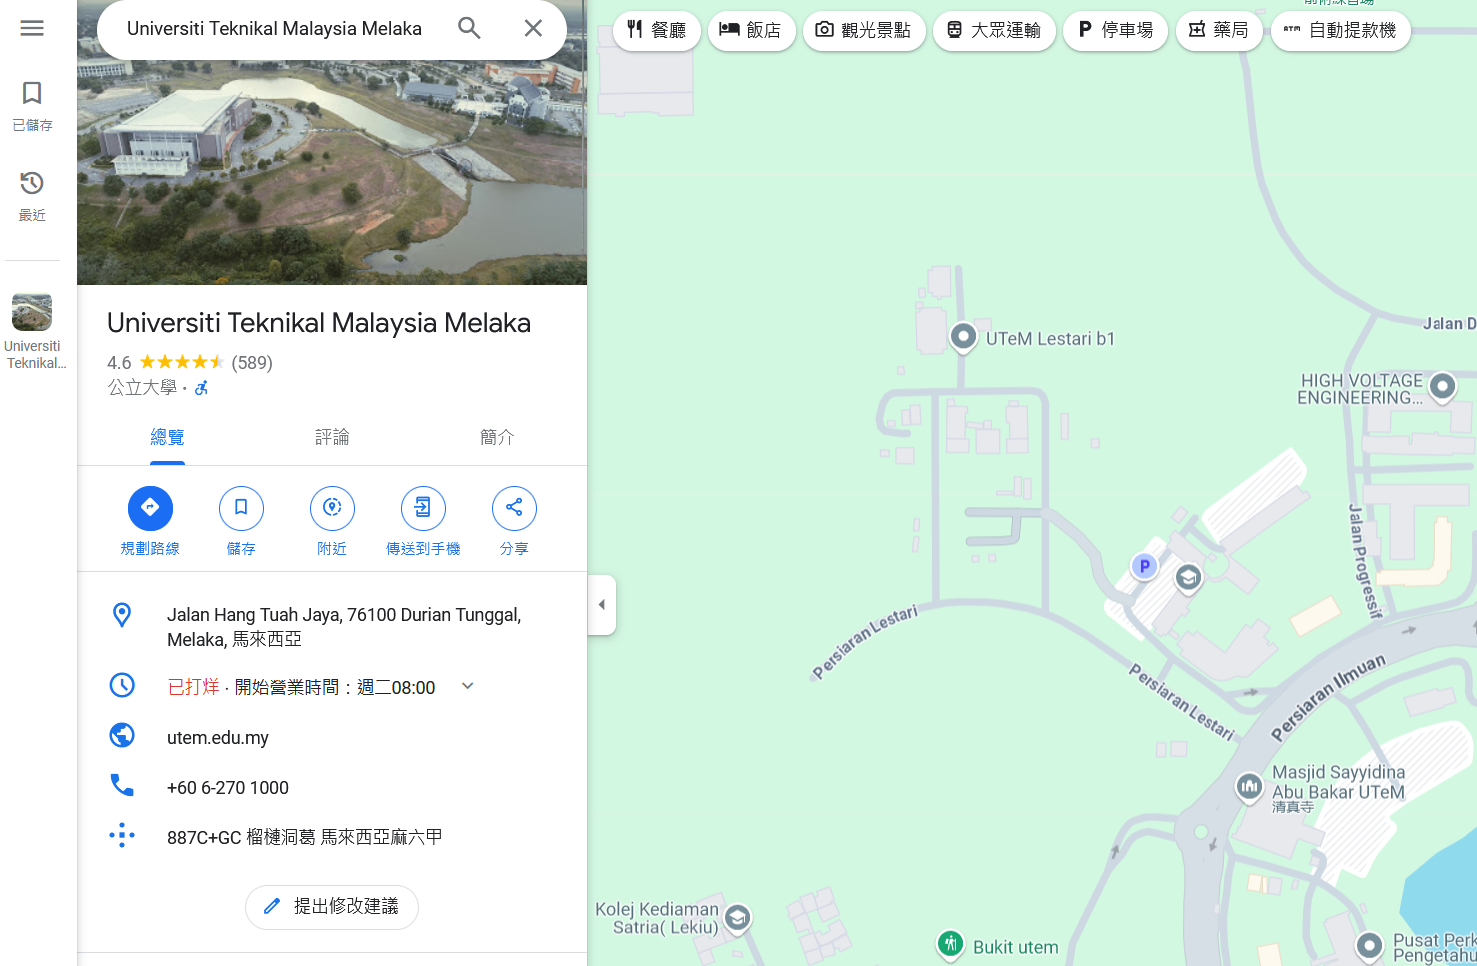 Universiti Teknikal Malaysia Melaka
餐廳
飯店
觀光景點
大眾運輸
停車場
藥局
ATM 自動提款機
已儲存
最近
Universiti
Teknikal...
Universiti Teknikal Malaysia Melaka
4.6 (589)
公立大學 ·
總覽
評論
簡介
規劃路線
儲存
附近
傳送到手機
分享
Jalan Hang Tuah Jaya, 76100 Durian Tunggal,
Melaka, 馬來西亞
已打烊 · 開始營業時間：週二08:00
utem.edu.my
+60 6-270 1000
887C+GC 榴槤洞葛 馬來西亞麻六甲
提出修改建議
UTeM Lestari b1
Jalan D
HIGH VOLTAGE
ENGINEERING...
Jalan Progressif
P
Persiaran Lestari
Persiaran Lestari
Persiaran Ilmuan
Masjid Sayyidina
Abu Bakar UTeM
清真寺
Kolej Kediaman
Satria( Lekiu)
Bukit utem
Pusat Perk
Pengetahu